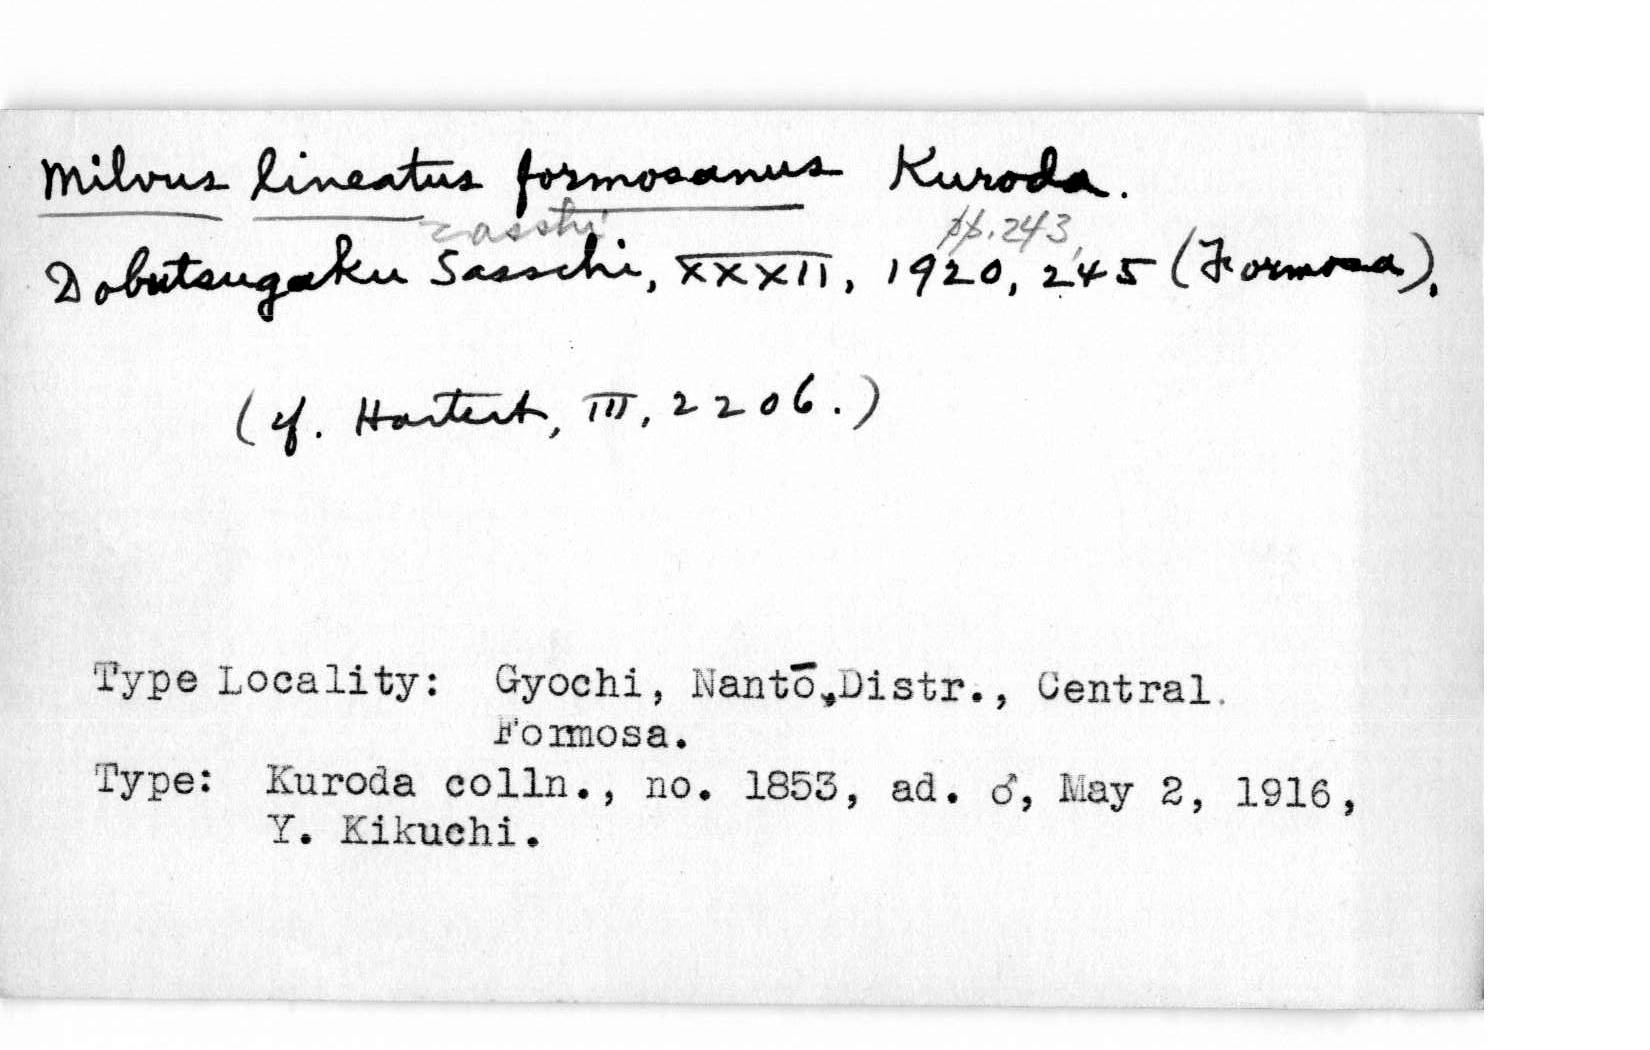 Milvus lineatus formosanus Kuroda.
zasshi pp. 243,
Dobutsugaku Sasschi, XXXII, 1920, 245 (Formosa).
(cf. Hartert, III, 2206.)
Type Locality: Gyochi, Nantō, Distr., Central.
Formosa.
Type: Kuroda colln., no. 1853, ad. ♂, May 2, 1916,
Y. Kikuchi.